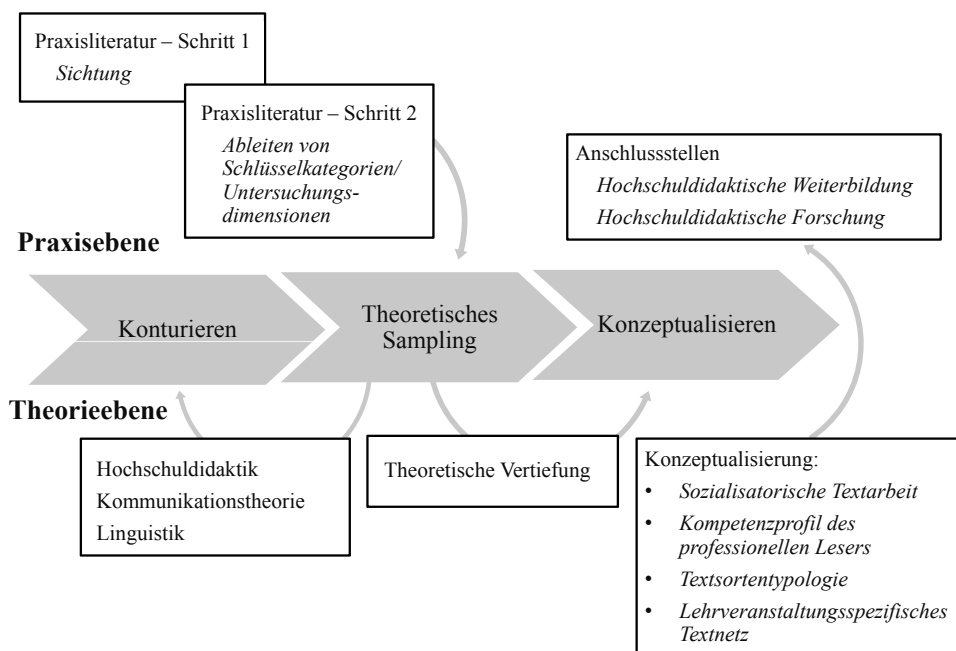 Praxisliteratur – Schritt 1
Sichtung
Praxisliteratur – Schritt 2
Ableiten von
Schlüsselkategorien/
Untersuchungs-
dimensionen
Anschlussstellen
Hochschuldidaktische Weiterbildung
Hochschuldidaktische Forschung
Praxisebene
Konturieren
Theoretisches
Sampling
Konzeptualisieren
Theorieebene
Hochschuldidaktik
Kommunikationstheorie
Linguistik
Theoretische Vertiefung
Konzeptualisierung:
• Sozialisatorische Textarbeit
• Kompetenzprofil des
professionellen Lesers
• Textsortentypologie
• Lehrveranstaltungsspezifisches
Textnetz